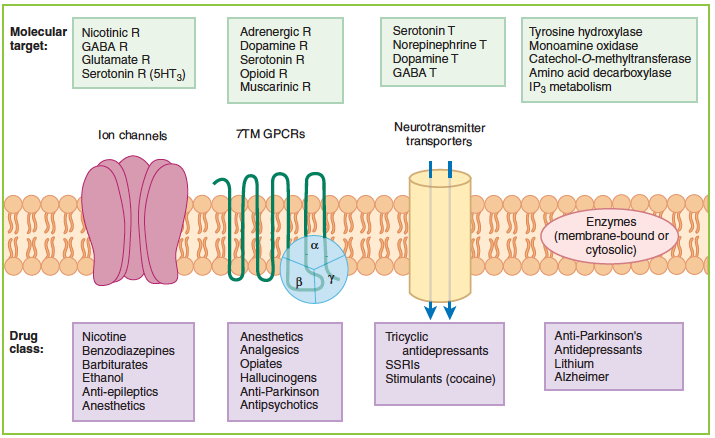 Molecular
target:
Nicotinic R
GABA R
Glutamate R
Serotonin R (5HT3)
Adrenergic R
Dopamine R
Serotonin R
Opioid R
Muscarinic R
Serotonin T
Norepinephrine T
Dopamine T
GABA T
Tyrosine hydroxylase
Monoamine oxidase
Catechol-O-methyltransferase
Amino acid decarboxylase
IP3 metabolism
Ion channels
7TM GPCRs
Neurotransmitter
transporters
α
β
γ
Enzymes
(membrane-bound or
cytosolic)
Drug
class:
Nicotine
Benzodiazepines
Barbiturates
Ethanol
Anti-epileptics
Anesthetics
Anesthetics
Analgesics
Opiates
Hallucinogens
Anti-Parkinson
Antipsychotics
Tricyclic
antidepressants
SSRIs
Stimulants (cocaine)
Anti-Parkinson's
Antidepressants
Lithium
Alzheimer